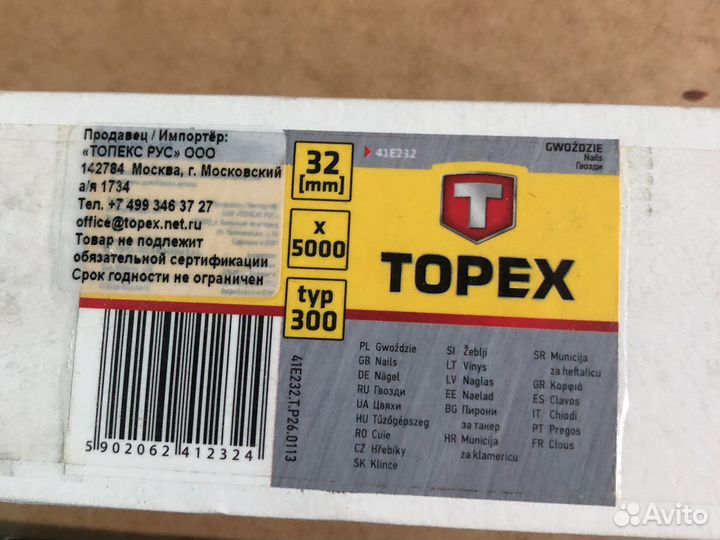 Продавец / Импортёр:
«ТОПЕКС РУС» ООО
142784 Москва, г. Московский
а/я 1734
Тел. +7 499 346 37 27
office@topex.net.ru
Товар не подлежит
обязательной сертификации
Срок годности не ограничен
5 902062 412324
32
[mm]
x
5000
typ
300
41E232.T.P26.0113
41E232
GWOŹDZIE
Nails
Гвозди
T
TOPEX
PL Gwoździe
GB Nails
DE Nägel
RU Гвозди
UA Цвяхи
HU Tűzőgépszeg
RO Cuie
CZ Hřebíky
SK Klince
SI Žeblji
LT Vinys
LV Naglas
EE Naelad
BG Пирони
за такер
HR Municija
za klamericu
SR Municija
za heftalicu
GR Καρφιά
ES Clavos
IT Chiodi
PT Pregos
FR Clous
Avito